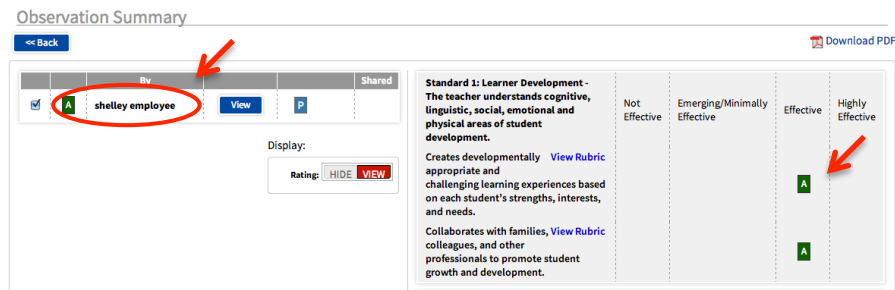 Observation Summary
<< Back
Download PDF
By
Shared
A
shelley employee
View
P
Display:
Rating: HIDE VIEW
Standard 1: Learner Development -
The teacher understands cognitive,
linguistic, social, emotional and
physical areas of student
development.
Not
Effective
Emerging/Minimally
Effective
Effective
Highly
Effective
Creates developmentally View Rubric
appropriate and
challenging learning experiences based
on each student's strengths, interests,
and needs.
A
Collaborates with families, View Rubric
colleagues, and other
professionals to promote student
growth and development.
A